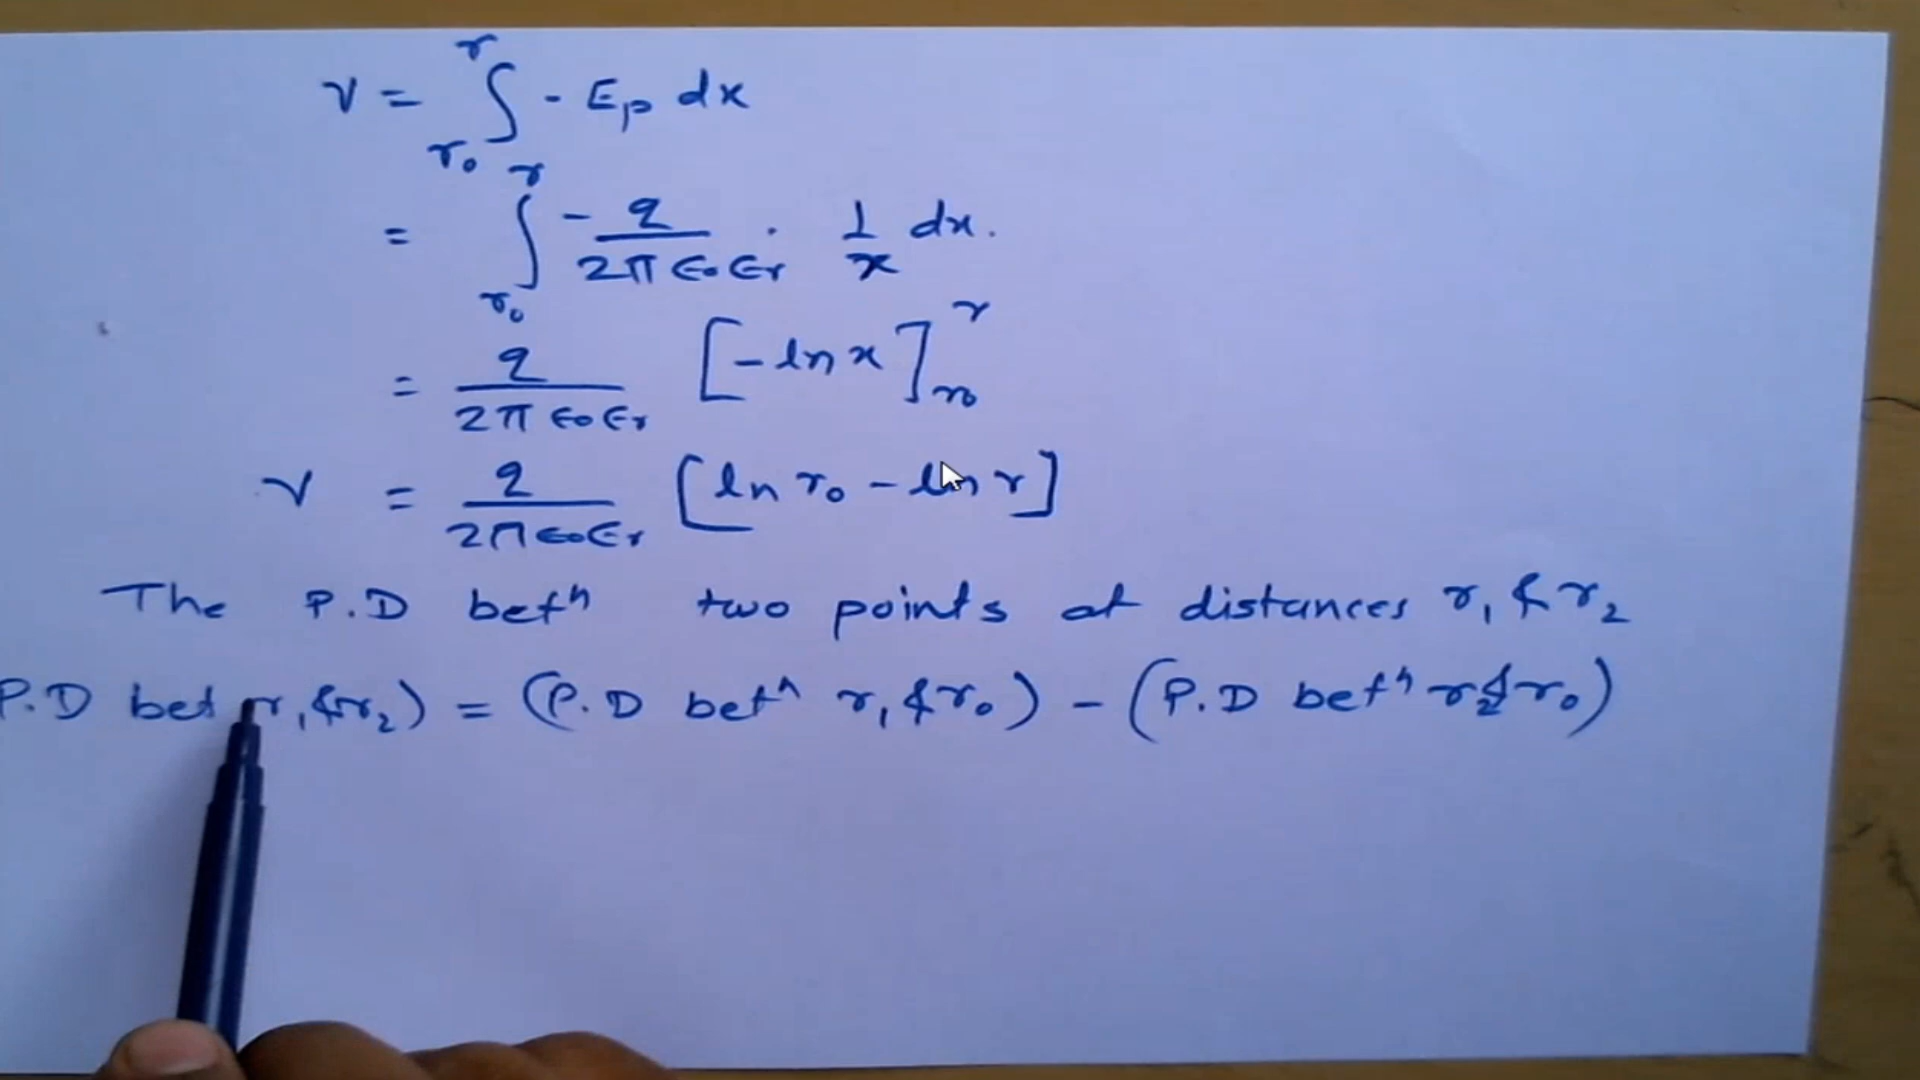 V = ∫_{r₀}^{r} - Ep dx
= ∫_{r₀}^{r} -q/(2π ϵ₀ ϵr) · 1/x dx.
= q/(2π ϵ₀ ϵr) [-ln x]_{r₀}^{r}
V = q/(2π ϵ₀ ϵr) [ln r₀ - ln r]
The P.D betⁿ two points at distances r₁ & r₂
P.D bet r₁ & r₂) = (P.D betⁿ r₁ & r₀) - (P.D betⁿ r₂ & r₀)